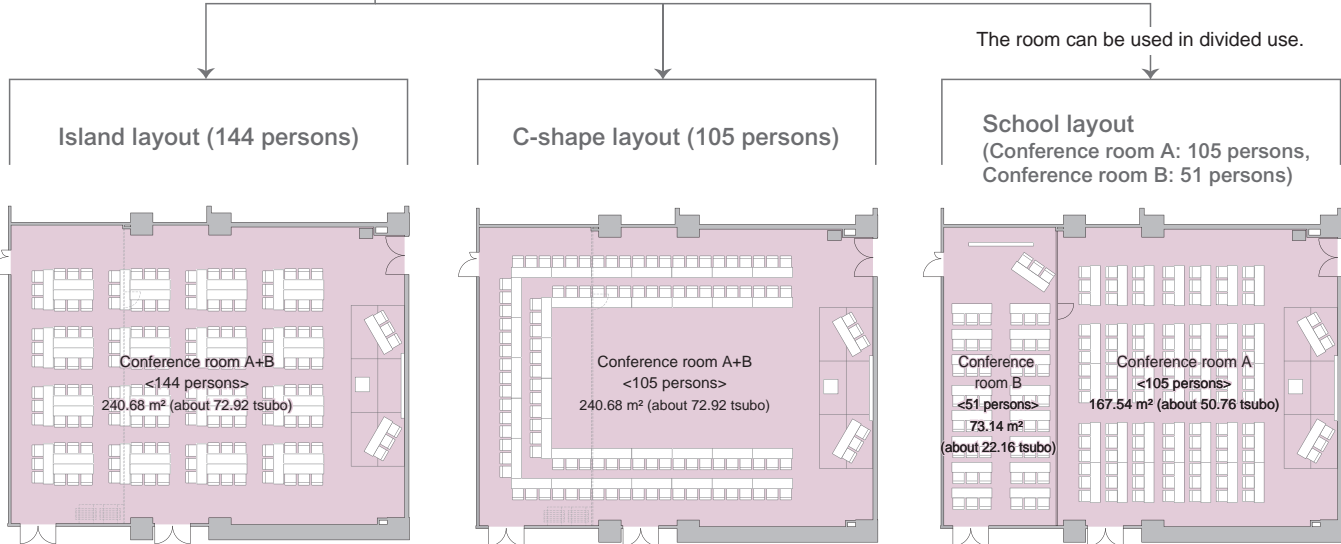 The room can be used in divided use.
Island layout (144 persons)
C-shape layout (105 persons)
School layout
(Conference room A: 105 persons,
Conference room B: 51 persons)
Conference room A+B
<144 persons>
240.68 m² (about 72.92 tsubo)
Conference room A+B
<105 persons>
240.68 m² (about 72.92 tsubo)
Conference
room B
<51 persons>
73.14 m²
(about 22.16 tsubo)
Conference room A
<105 persons>
167.54 m² (about 50.76 tsubo)